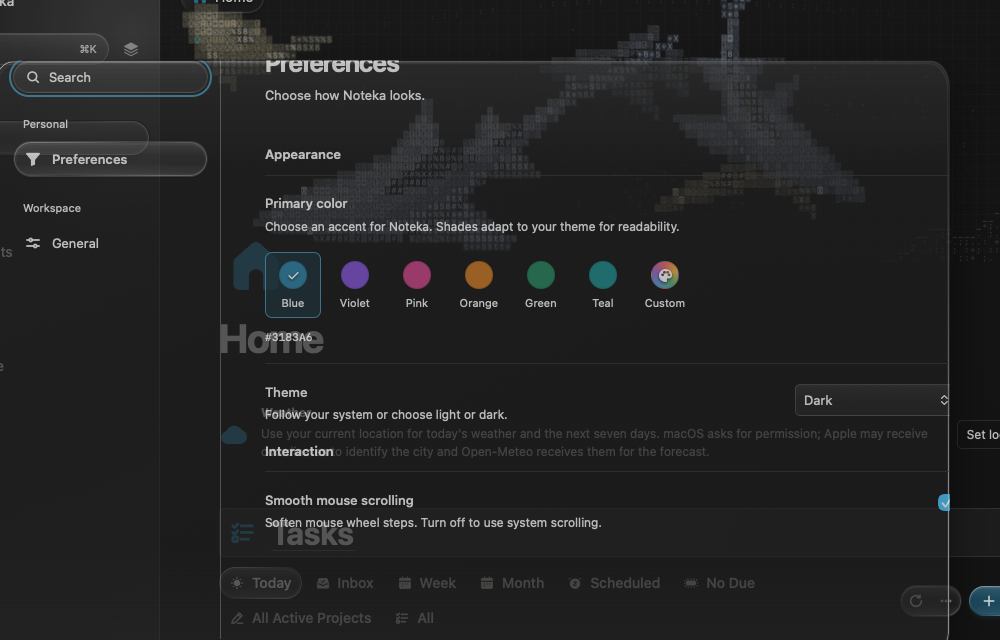 ka
Home
⌘K
Search
Preferences
Choose how Noteka looks.
Personal
Preferences
Appearance
Workspace
Primary color
Choose an accent for Noteka. Shades adapt to your theme for readability.
General
ts
Blue
Violet
Pink
Orange
Green
Teal
Custom
#3183A6
Home
e
Theme
Dark
Follow your system or choose light or dark.
Use your current location for today's weather and the next seven days. macOS asks for permission; Apple may receive
Set lo
Interaction
to identify the city and Open-Meteo receives them for the forecast.
Smooth mouse scrolling
Soften mouse wheel steps. Turn off to use system scrolling.
Tasks
Today
Inbox
Week
Month
Scheduled
No Due
All Active Projects
All